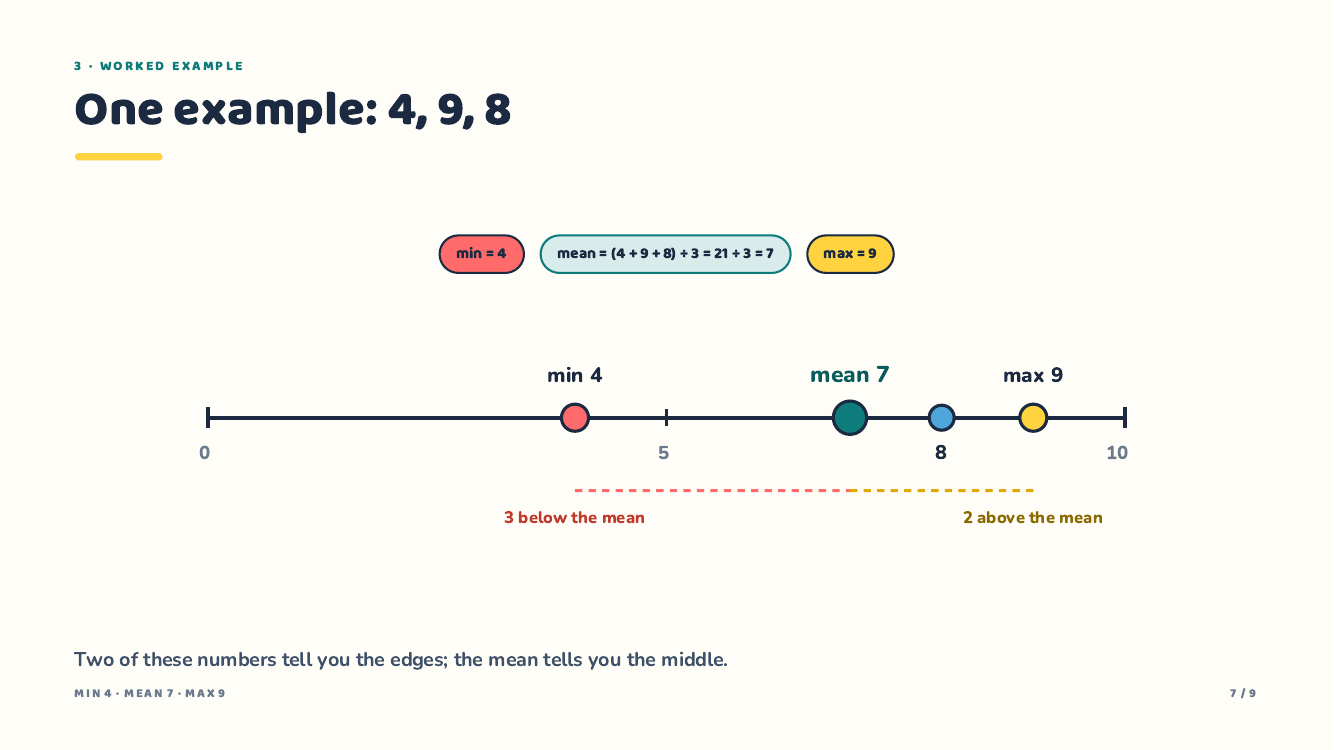 3 · WORKED EXAMPLE
One example: 4, 9, 8
min = 4
mean = (4 + 9 + 8) ÷ 3 = 21 ÷ 3 = 7
max = 9
min 4
mean 7
max 9
0
5
8
10
3 below the mean
2 above the mean
Two of these numbers tell you the edges; the mean tells you the middle.
MIN 4 · MEAN 7 · MAX 9
7 / 9